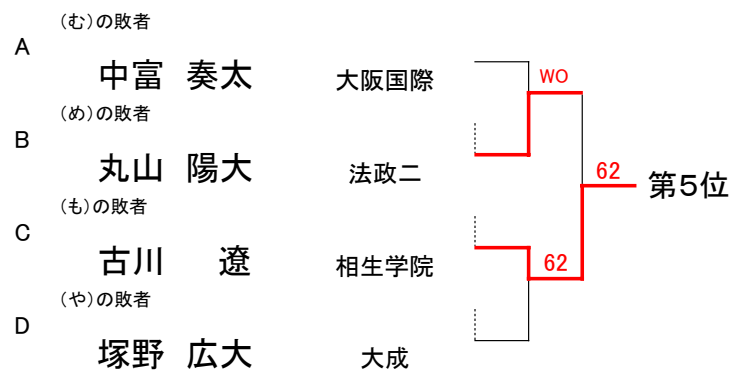 (む)の敗者
A
中富 奏太 大阪国際
WO
(め)の敗者
B
丸山 陽大 法政二
62 第5位
(も)の敗者
C
古川 遼 相生学院
62
(や)の敗者
D
塚野 広大 大成